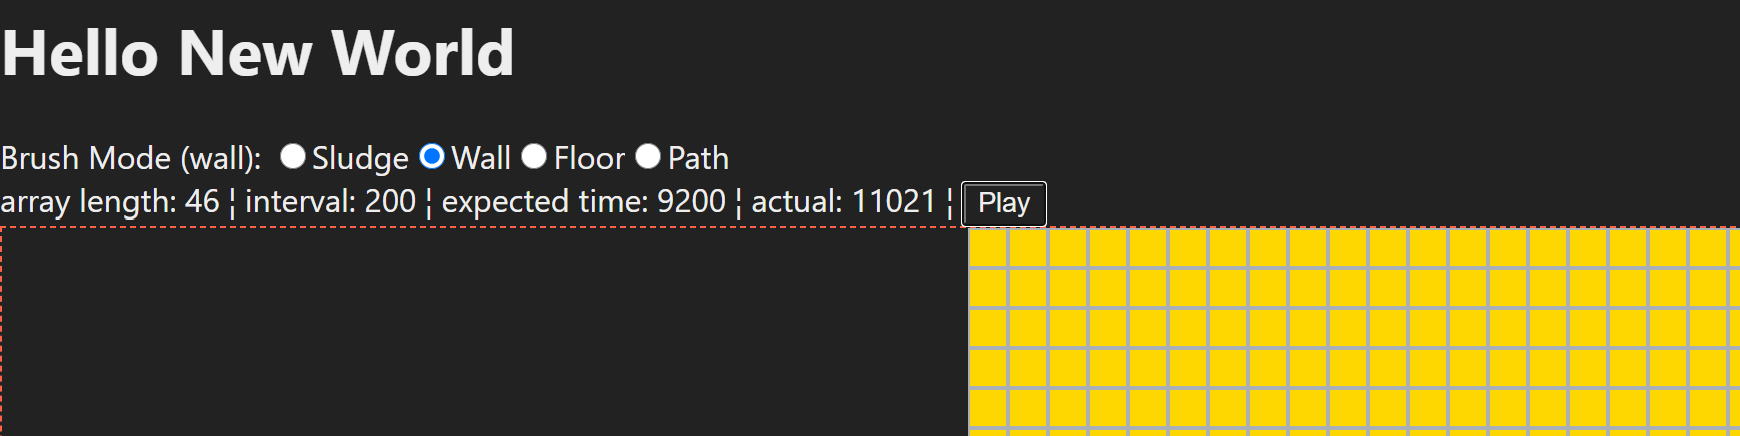 Hello New World
Brush Mode (wall): Sludge Wall Floor Path
array length: 46 ¦ interval: 200 ¦ expected time: 9200 ¦ actual: 11021 ¦ Play